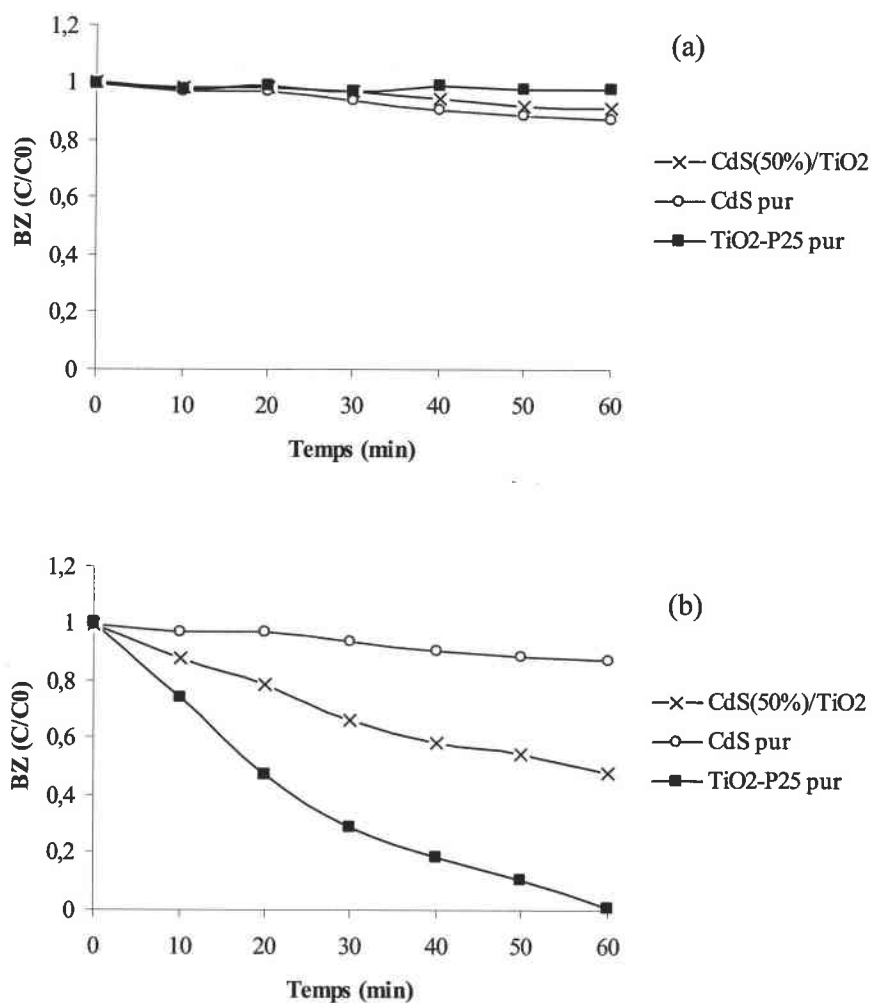 (a)
1,2
1
0,8
0,6
0,4
0,2
0
BZ (C/C0)
0 10 20 30 40 50 60
Temps (min)
CdS(50%)/TiO2
CdS pur
TiO2-P25 pur
(b)
1,2
1
0,8
0,6
0,4
0,2
0
BZ (C/C0)
0 10 20 30 40 50 60
Temps (min)
CdS(50%)/TiO2
CdS pur
TiO2-P25 pur